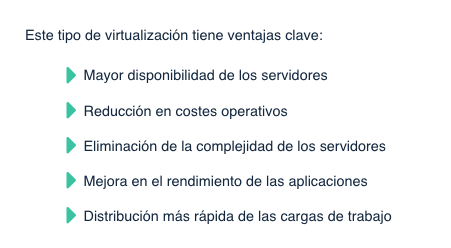 Este tipo de virtualización tiene ventajas clave:
Mayor disponibilidad de los servidores
Reducción en costes operativos
Eliminación de la complejidad de los servidores
Mejora en el rendimiento de las aplicaciones
Distribución más rápida de las cargas de trabajo